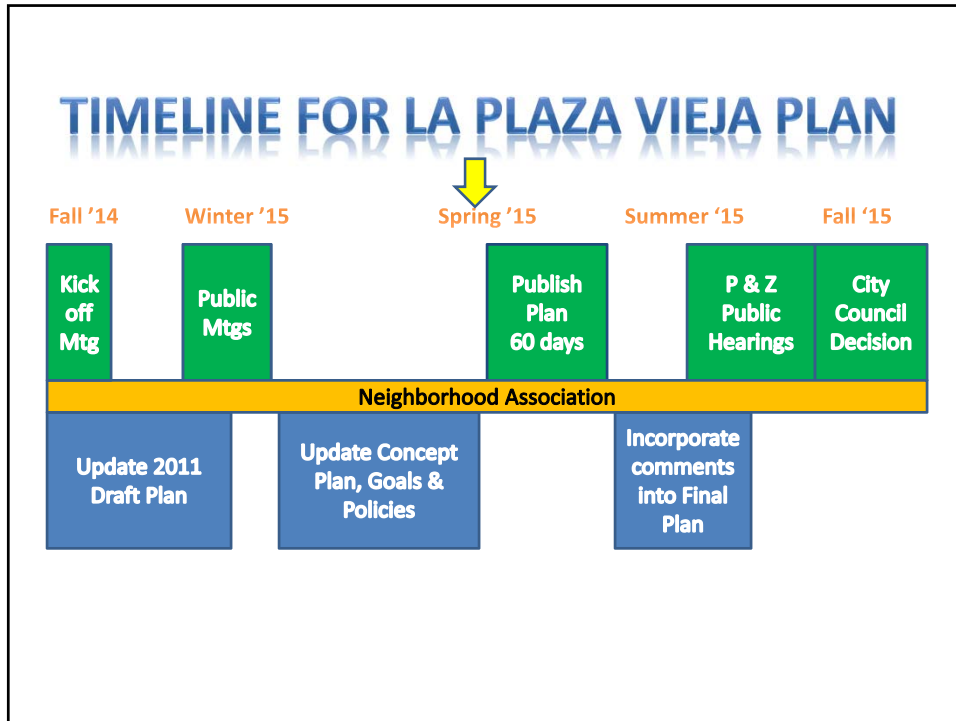 TIMELINE FOR LA PLAZA VIEJA PLAN
Fall ’14
Winter ’15
Spring ’15
Summer ‘15
Fall ‘15
Kick
off
Mtg
Public
Mtgs
Publish
Plan
60 days
P & Z
Public
Hearings
City
Council
Decision
Neighborhood Association
Update 2011
Draft Plan
Update Concept
Plan, Goals &
Policies
Incorporate
comments
into Final
Plan